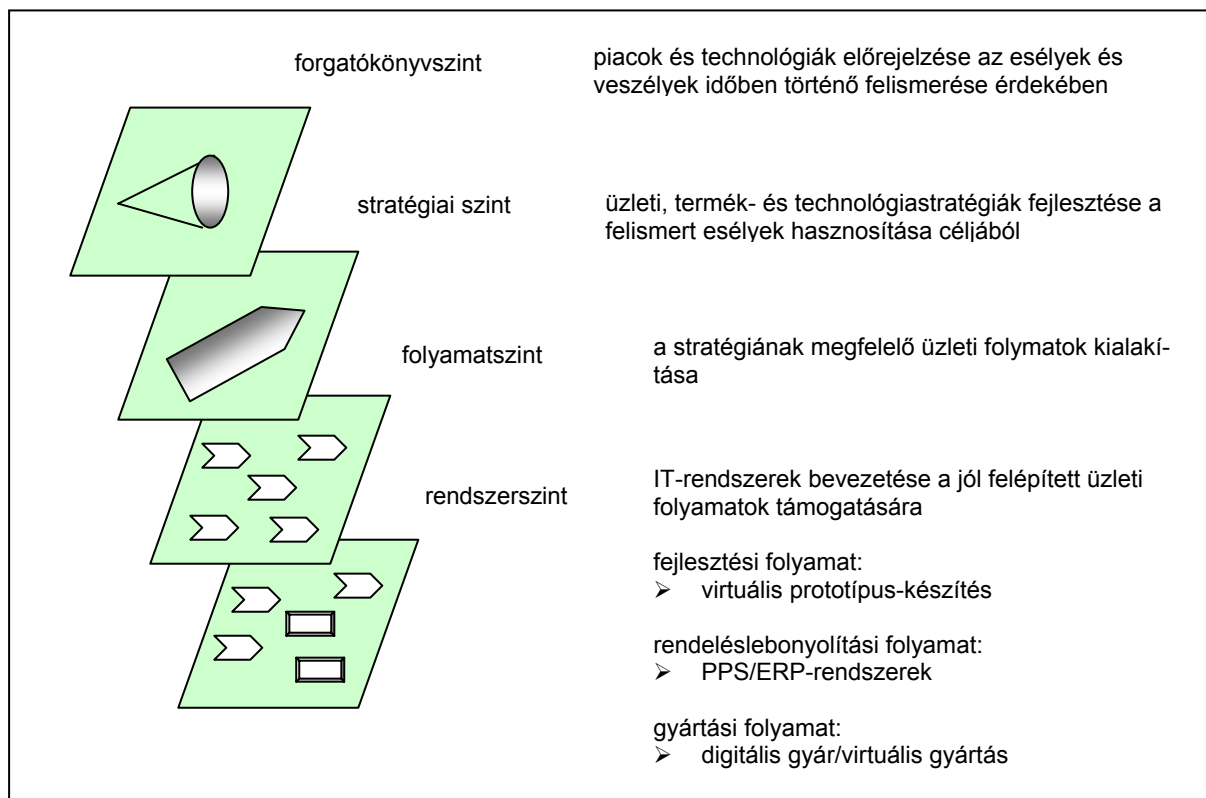 forgatókönyvszint
piacok és technológiák előrejelzése az esélyek és
veszélyek időben történő felismerése érdekében
stratégiai szint
üzleti, termék- és technológiastratégiák fejlesztése a
felismert esélyek hasznosítása céljából
folyamatszint
a stratégiának megfelelő üzleti folymatok kialakí-
tása
rendszerszint
IT-rendszerek bevezetése a jól felépített üzleti
folyamatok támogatására
fejlesztési folyamat:
➢ virtuális prototípus-készítés
rendeléslebonyolítási folyamat:
➢ PPS/ERP-rendszerek
gyártási folyamat:
➢ digitális gyár/virtuális gyártás